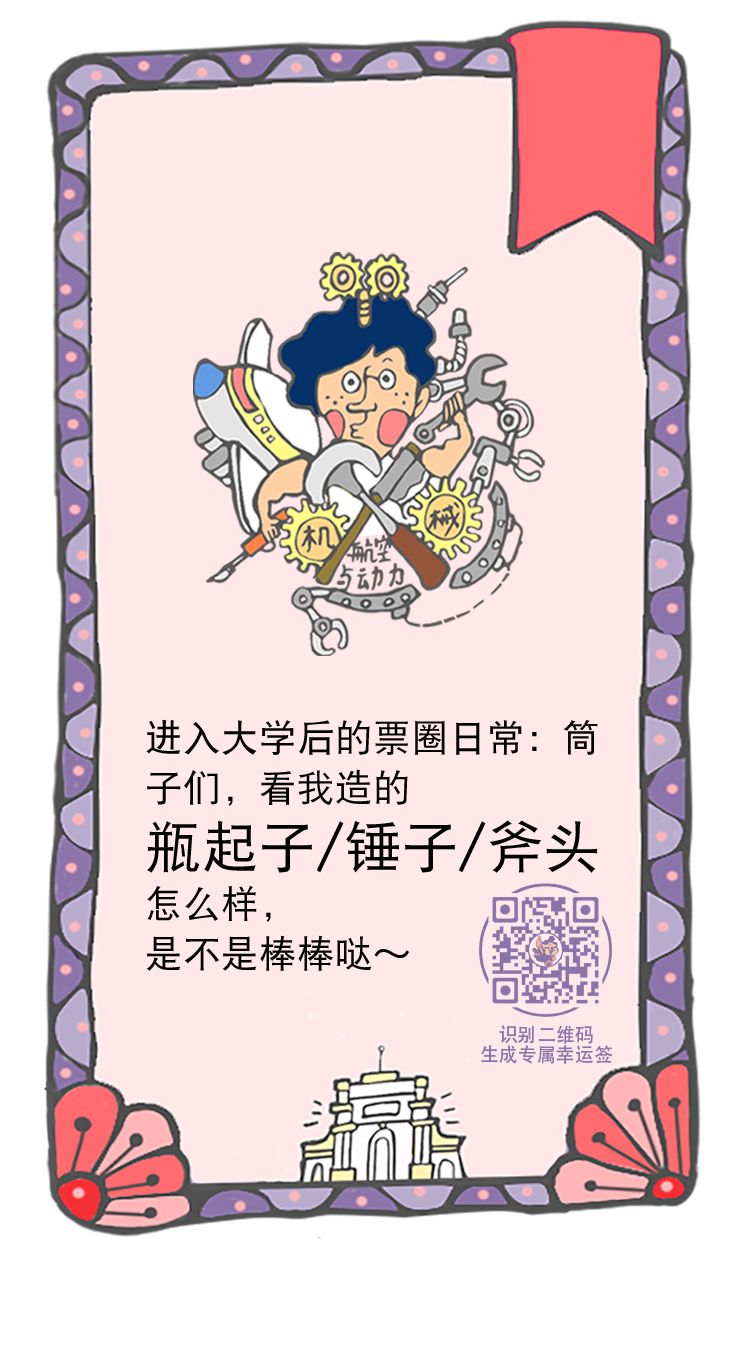 机
械
航空
与动力
进入大学后的票圈日常：筒
子们，看我造的
瓶起子/锤子/斧头
怎么样，
是不是棒棒哒～
识别二维码
生成专属幸运签